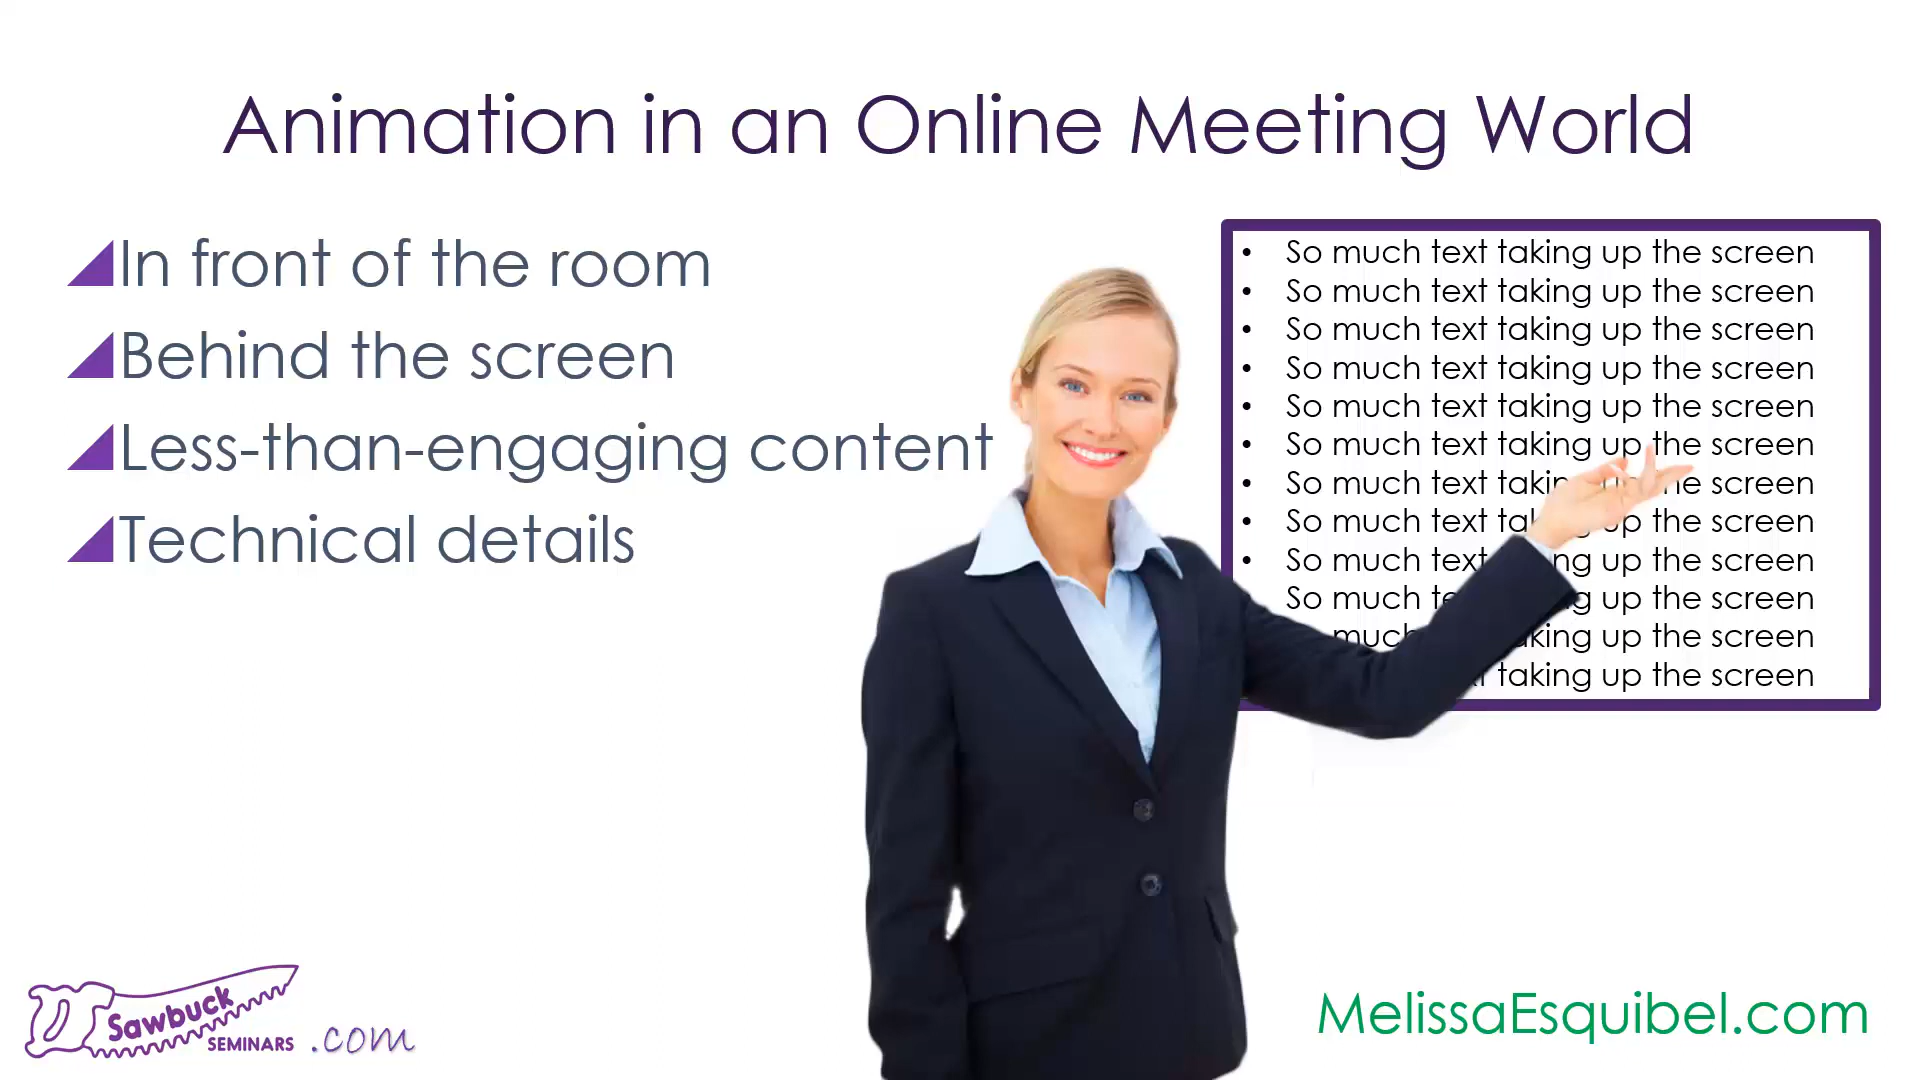 Animation in an Online Meeting World
In front of the room
Behind the screen
Less-than-engaging content
Technical details
• So much text taking up the screen
• So much text taking up the screen
• So much text taking up the screen
• So much text taking up the screen
• So much text taking up the screen
• So much text taking up the screen
• So much text the screen
• So much text up the screen
• So much text up the screen
So much up the screen
much up the screen
taking up the screen
Sawbuck
SEMINARS .com
MelissaEsquibel.com